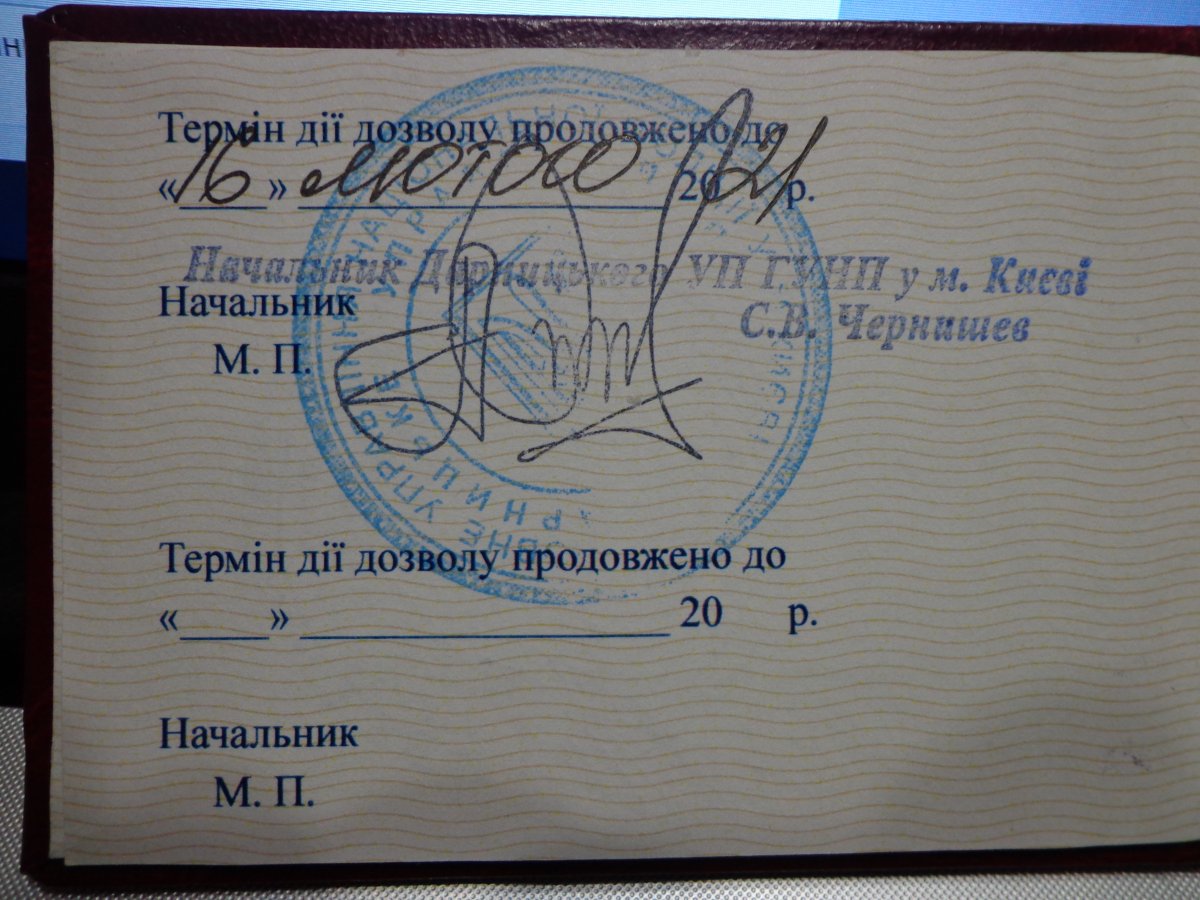 Термін дії дозволу продовжено до
«16» лютого 2021 р.
Начальник Дарницького УП ГУНП у м. Києві
Начальник
С.В. Чернишев
М. П.
Термін дії дозволу продовжено до
«____» ____________________ 20 р.
Начальник
М. П.